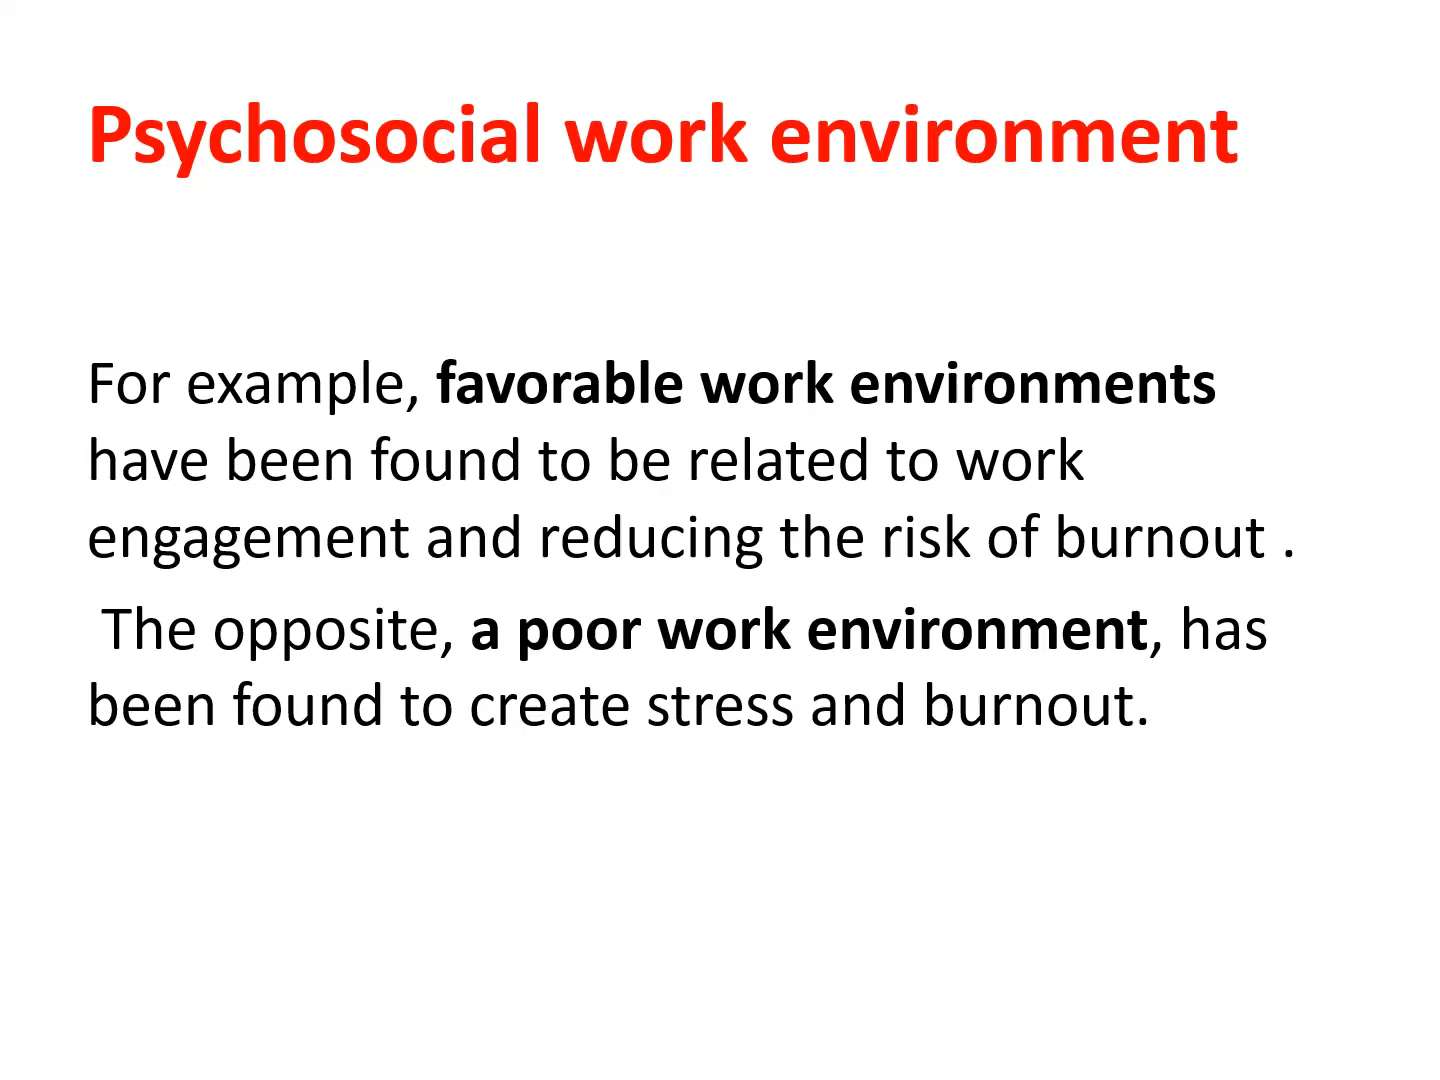 Psychosocial work environment
For example, favorable work environments
have been found to be related to work
engagement and reducing the risk of burnout .
The opposite, a poor work environment, has
been found to create stress and burnout.